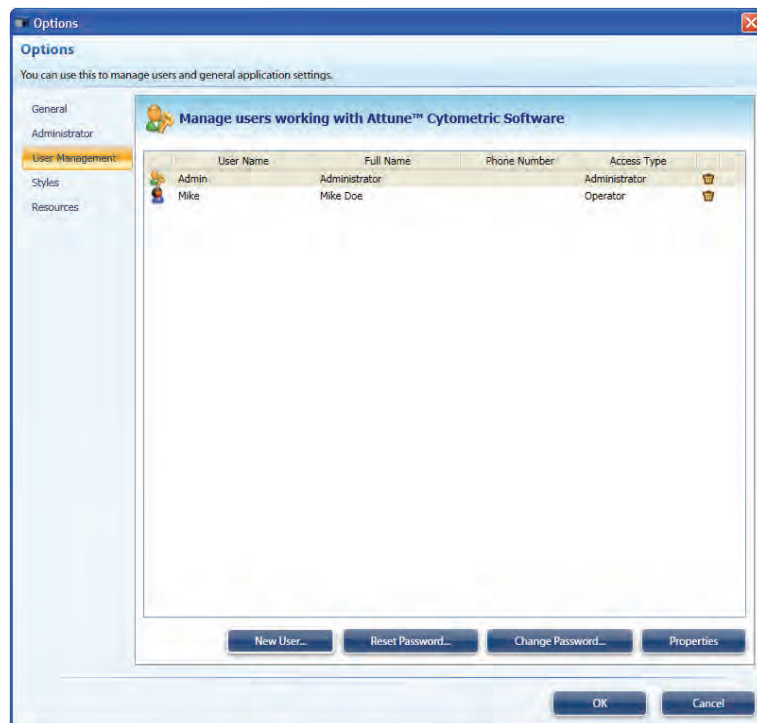 Options
Options
You can use this to manage users and general application settings.
General
Administrator
User Management
Styles
Resources
Manage users working with Attune™ Cytometric Software
User Name Full Name Phone Number Access Type
Admin Administrator Administrator
Mike Mike Doe Operator
New User... Reset Password... Change Password... Properties
OK Cancel